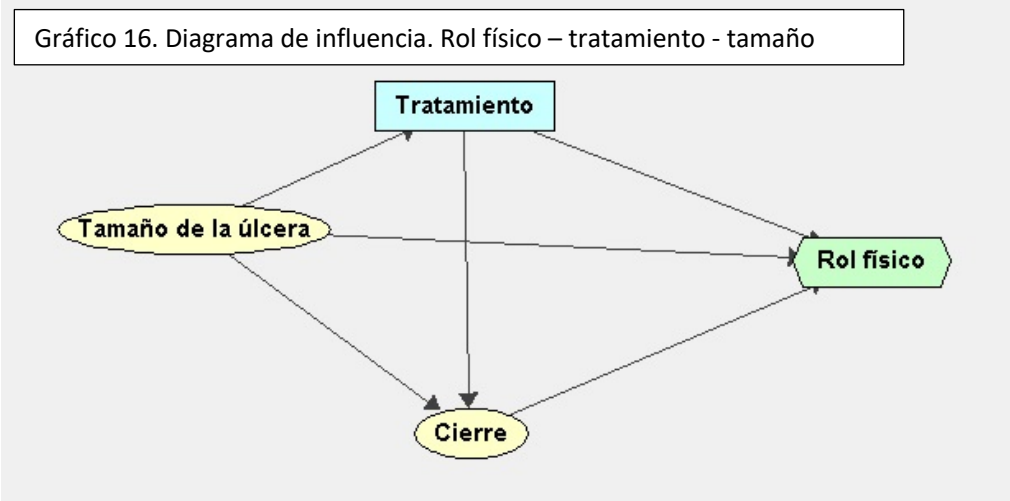 Gráfico 16. Diagrama de influencia. Rol físico – tratamiento - tamaño
Tratamiento
Tamaño de la úlcera
Rol físico
Cierre